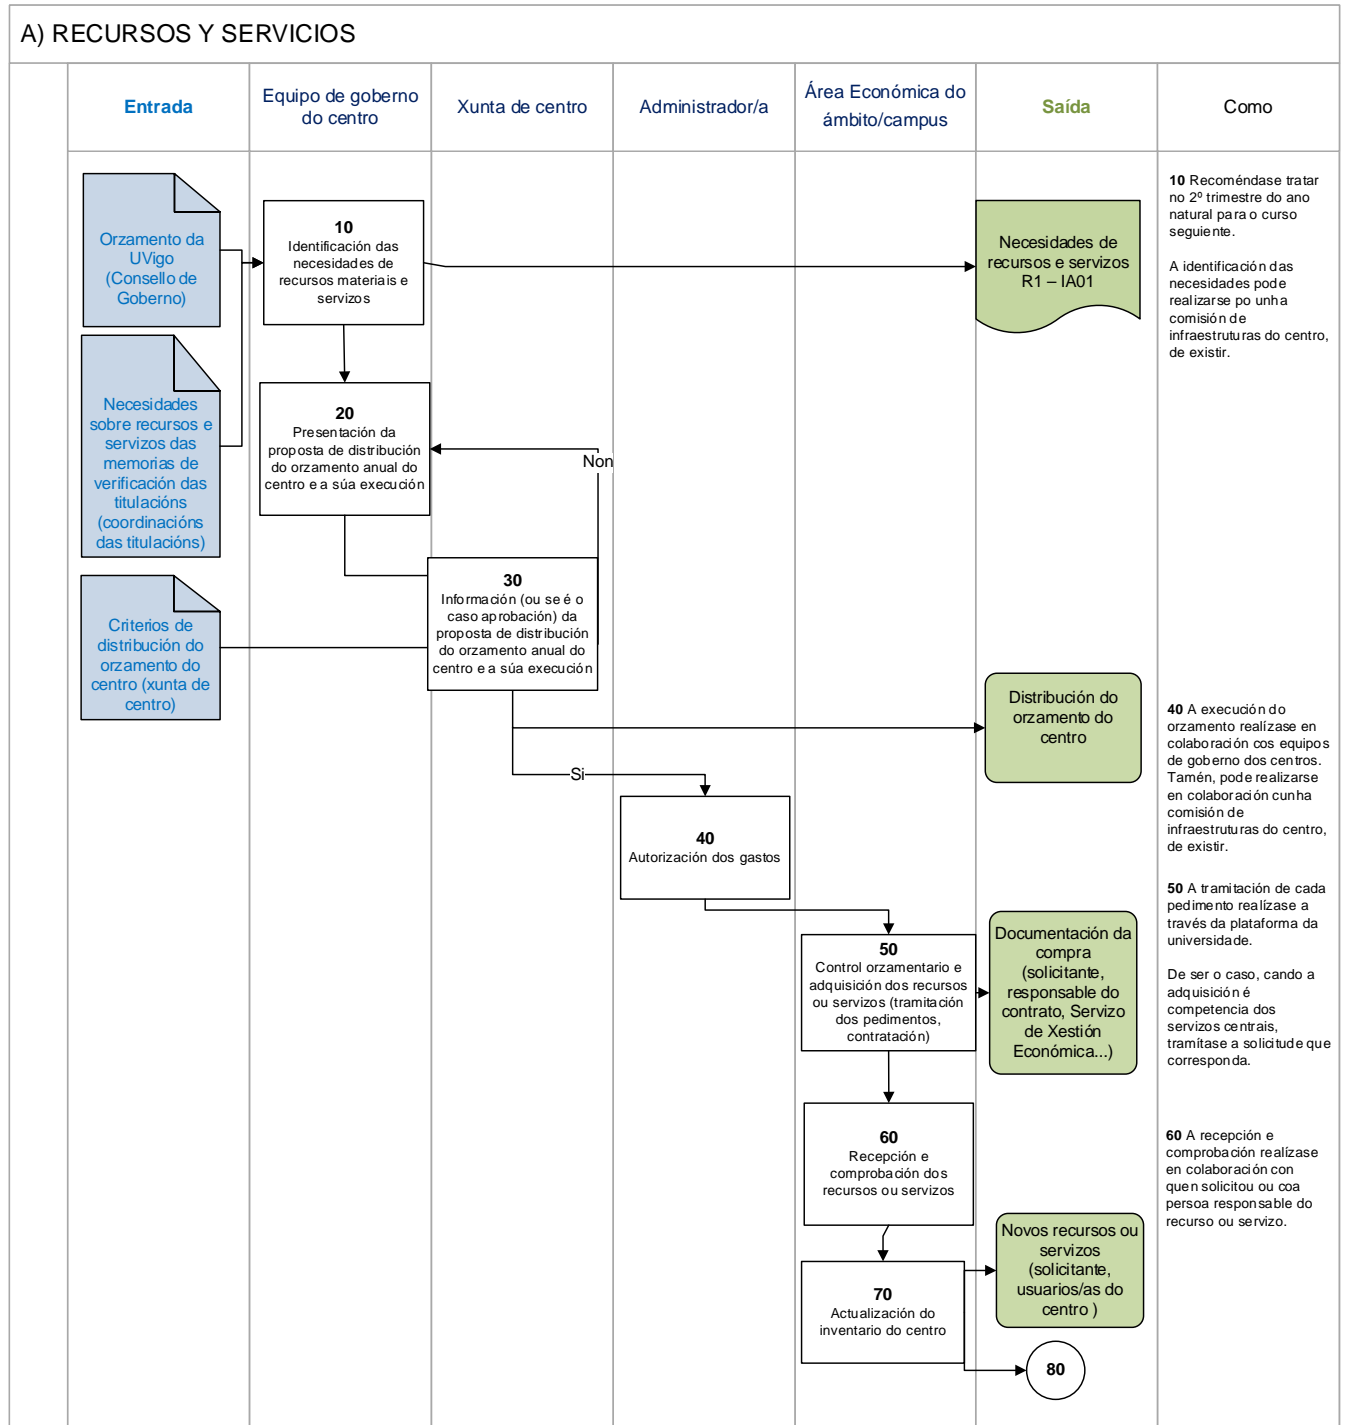 A) RECURSOS Y SERVICIOS
Entrada
Equipo de goberno
do centro
Xunta de centro
Administrador/a
Área Económica do
ámbito/campus
Saída
Como
Orzamento da
UVigo
(Consello de
Goberno)
Necesidades
sobre recursos e
servizos das
memorias de
verificación das
titulacións
(coordinacións
das titulacións)
Criterios de
distribución do
orzamento do
centro (xunta de
centro)
10
Identificación das
necesidades de
recursos materiais e
servizos
20
Presentación da
proposta de distribución
do orzamento anual do
centro e a súa execución
Non
30
Información (ou se é o
caso aprobación) da
proposta de distribución
do orzamento anual do
centro e a súa execución
Si
40
Autorización dos gastos
50
Control orzamentario e
adquisición dos recursos
ou servizos (tramitación
dos pedimentos,
contratación)
60
Recepción e
comprobación dos
recursos ou servizos
70
Actualización do
inventario do centro
Necesidades de
recursos e servizos
R1 – IA01
Distribución do
orzamento do
centro
Documentación da
compra
(solicitante,
responsable do
contrato, Servizo
de Xestión
Económica...)
Novos recursos ou
servizos
(solicitante,
usuarios/as do
centro )
80
10 Recoméndase tratar
no 2º trimestre do ano
natural para o curso
seguiente.
A identificación das
necesidades pode
realizarse po unha
comisión de
infraestruturas do centro,
de existir.
40 A execución do
orzamento realízase en
colaboración cos equipos
de goberno dos centros.
Tamén, pode realizarse
en colaboración cunha
comisión de
infraestruturas do centro,
de existir.
50 A tramitación de cada
pedimento realízase a
través da plataforma da
universidade.
De ser o caso, cando a
adquisición é
competencia dos
servizos centrais,
tramítase a solicitude que
corresponda.
60 A recepción e
comprobación realízase
en colaboración con
quen solicitou ou coa
persoa responsable do
recurso ou servizo.